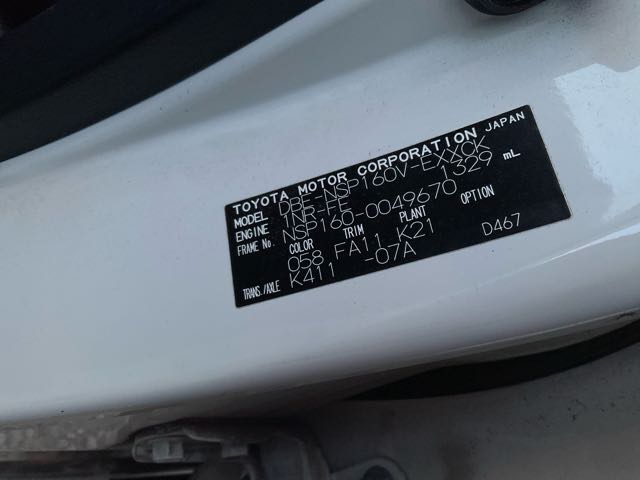 TOYOTA MOTOR CORPORATION JAPAN
MODEL DBE-NSP160V-EXXCK
ENGINE 1NR-FE 1329 mL
FRAME No. NSP160-0049670
COLOR TRIM PLANT
058 FA11 K21
TRANS./AXLE K411 -07A D467